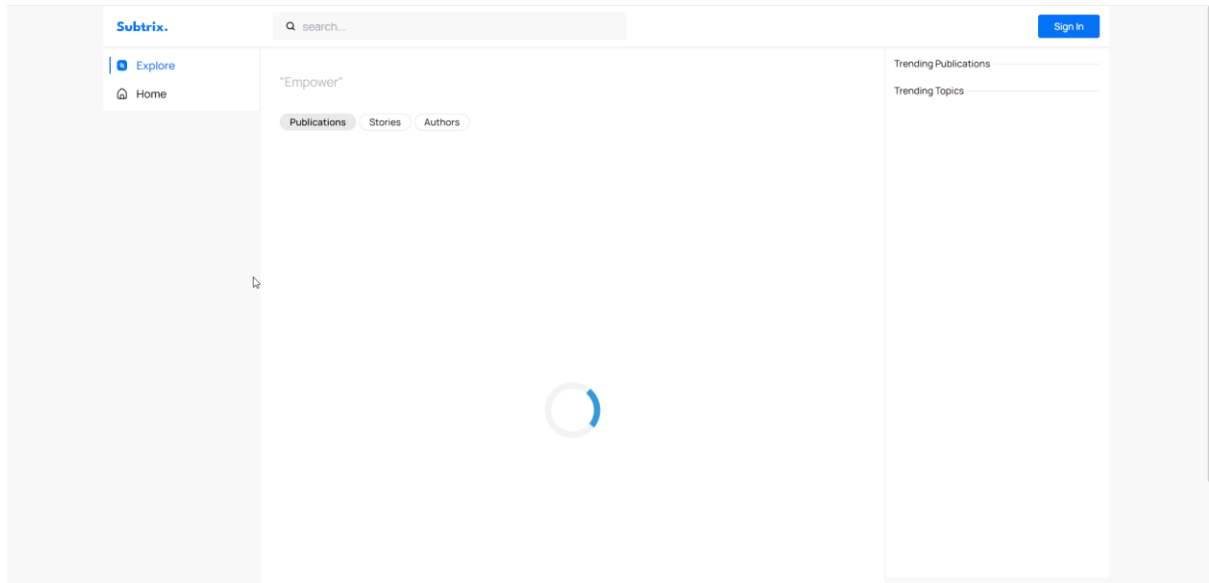 Subtrix.
search...
Sign In
Explore
Home
"Empower"
Publications
Stories
Authors
Trending Publications
Trending Topics